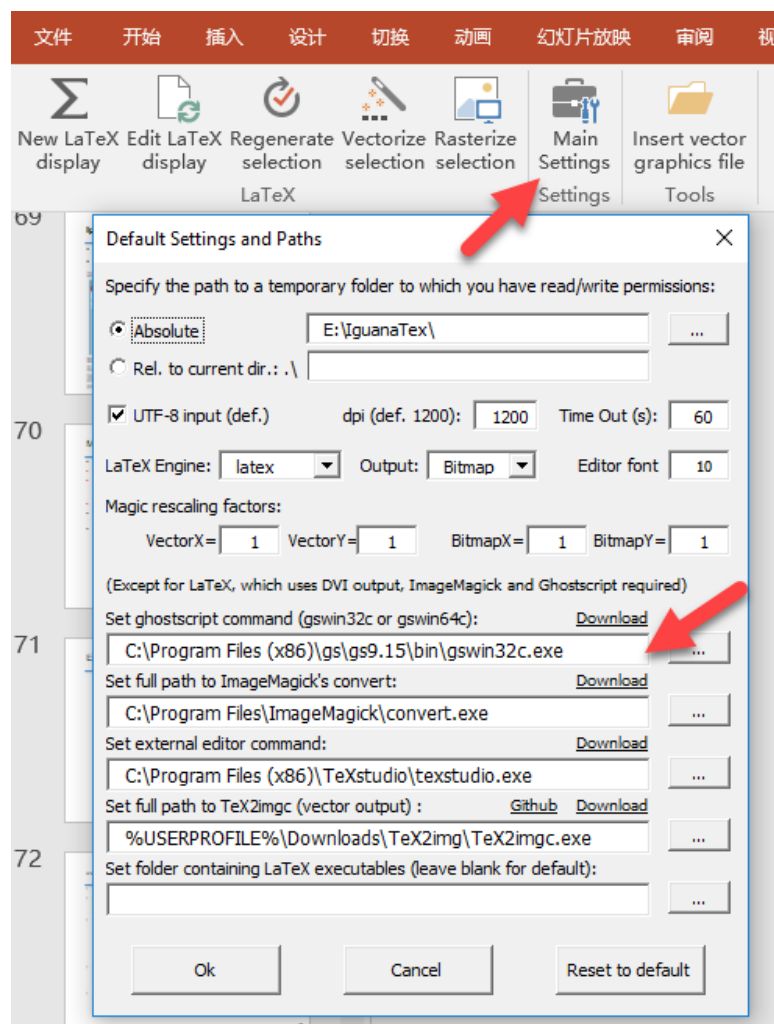 文件 开始 插入 设计 切换 动画 幻灯片放映 审阅 视
New LaTeX display Edit LaTeX display Regenerate selection Vectorize selection Rasterize selection Main Settings Insert vector graphics file
LaTeX Settings Tools
69
Default Settings and Paths
Specify the path to a temporary folder to which you have read/write permissions:
Absolute E:\IguanaTex\ ...
Rel. to current dir.: .\
UTF-8 input (def.) dpi (def. 1200): 1200 Time Out (s): 60
70
LaTeX Engine: latex Output: Bitmap Editor font 10
Magic rescaling factors:
VectorX= 1 VectorY= 1 BitmapX= 1 BitmapY= 1
(Except for LaTeX, which uses DVI output, ImageMagick and Ghostscript required)
Set ghostscript command (gswin32c or gswin64c): Download
71
C:\Program Files (x86)\gs\gs9.15\bin\gswin32c.exe ...
Set full path to ImageMagick's convert: Download
C:\Program Files\ImageMagick\convert.exe ...
Set external editor command: Download
C:\Program Files (x86)\TeXstudio\texstudio.exe ...
Set full path to TeX2imgc (vector output) : Github Download
%USERPROFILE%\Downloads\TeX2img\TeX2imgc.exe ...
72
Set folder containing LaTeX executables (leave blank for default):
...
Ok Cancel Reset to default